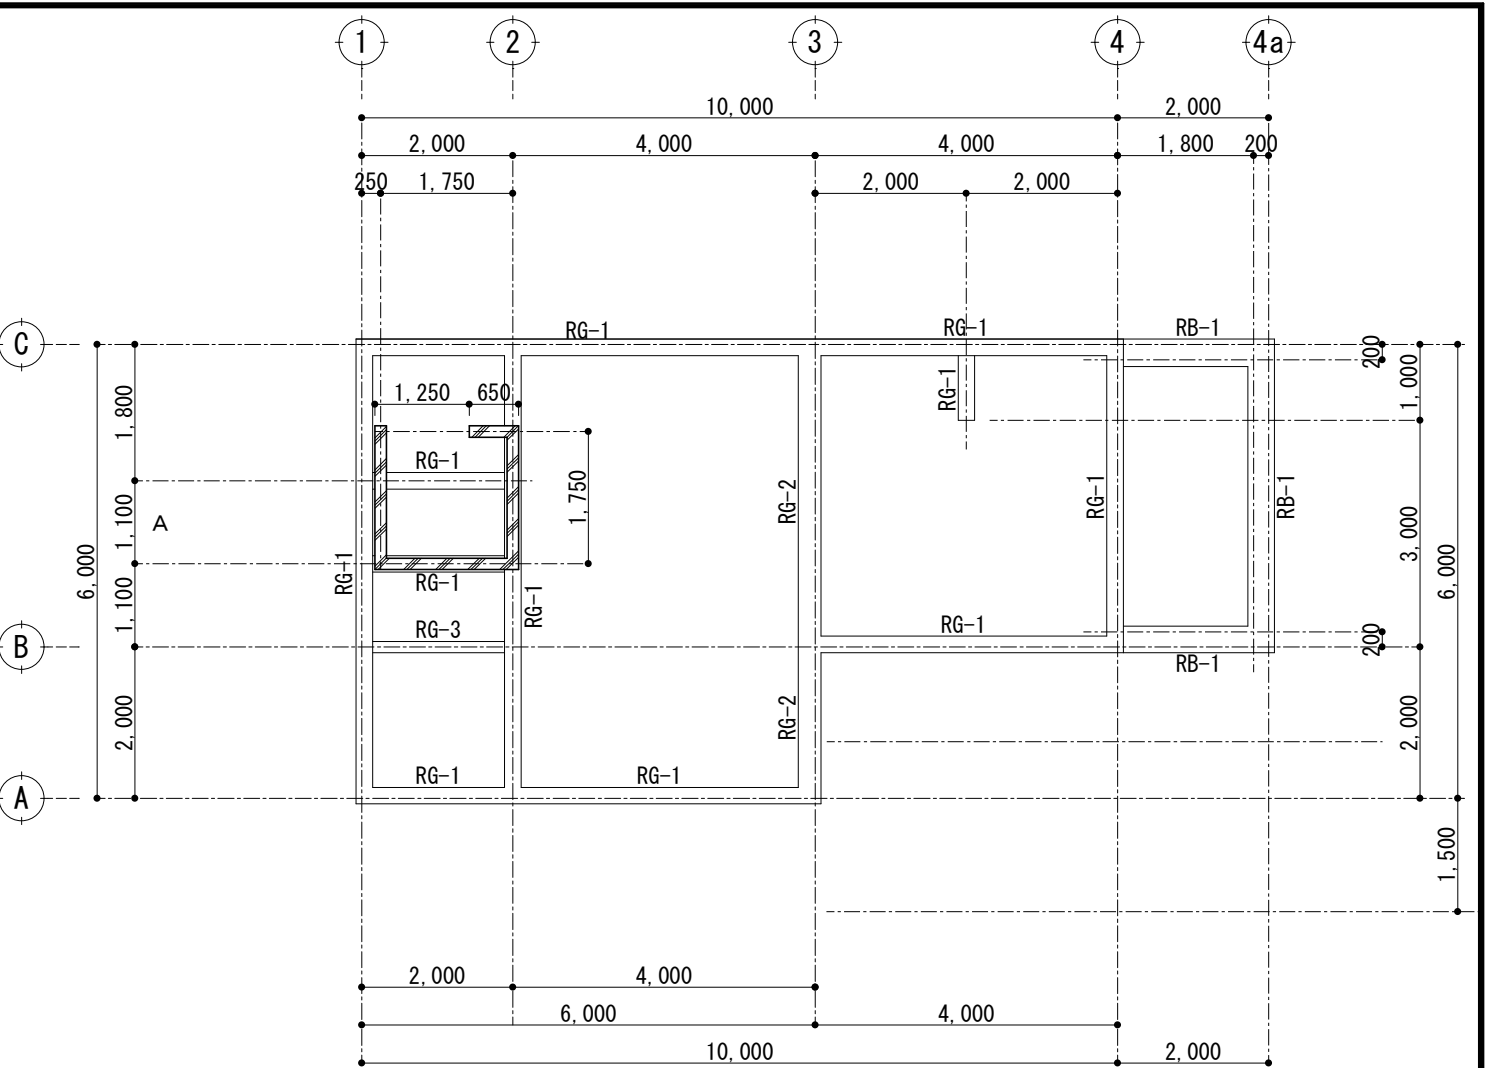 1 2 3 4 4a
10,000 2,000
2,000 4,000 4,000 1,800 200
250 1,750 2,000 2,000
C
RG-1 RG-1 RB-1
200
1,800
1,250 650
RG-1
1,000
RG-1
1,750
RG-2
RG-1
RB-1
1,100
A
3,000
6,000
RG-1
RG-1
1,100
RG-1
6,000
RG-3
RG-1
B
200
RB-1
2,000
RG-2
2,000
RG-1 RG-1
A
1,500
2,000 4,000
6,000 4,000
10,000 2,000